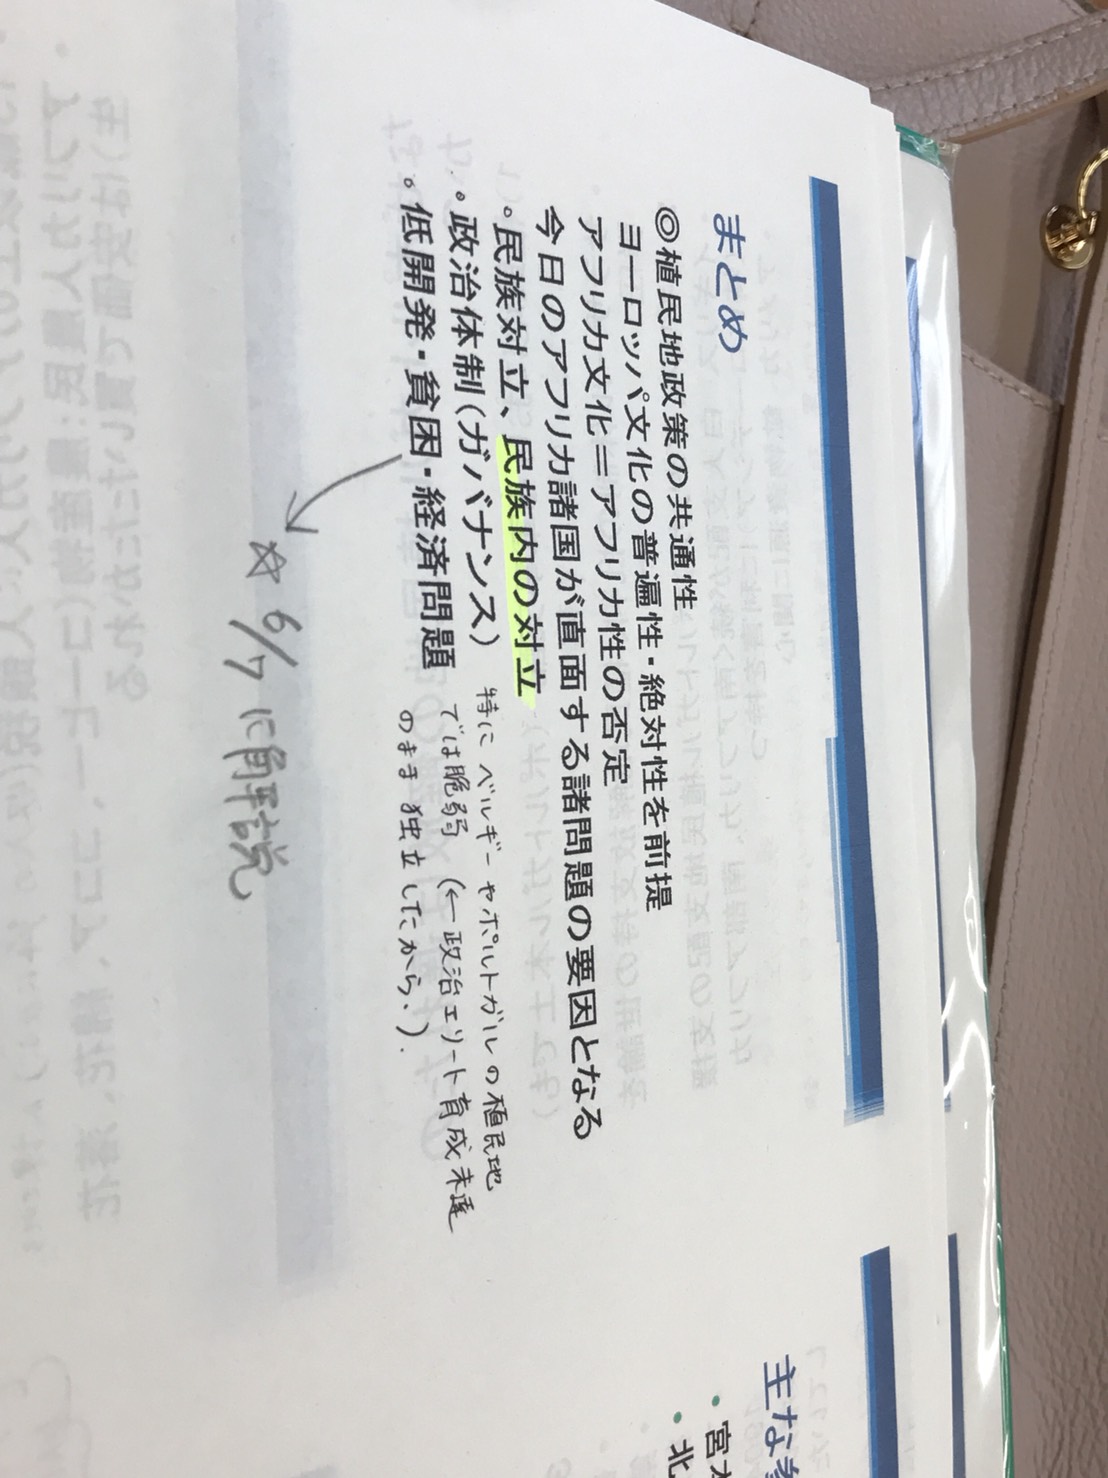 まとめ
◎植民地政策の共通性
ヨーロッパ文化の普遍性・絶対性を前提
アフリカ文化＝アフリカ性の否定
今日のアフリカ諸国が直面する諸問題の要因となる
。民族対立、民族内の対立
。政治体制(ガバナンス)
。低開発・貧困・経済問題
特に ベルギーやポルトガルの植民地
では脆弱 (←政治エリート育成未達
のまま独立したから.).
☆ 6/7に解説
主な
・宮
・北